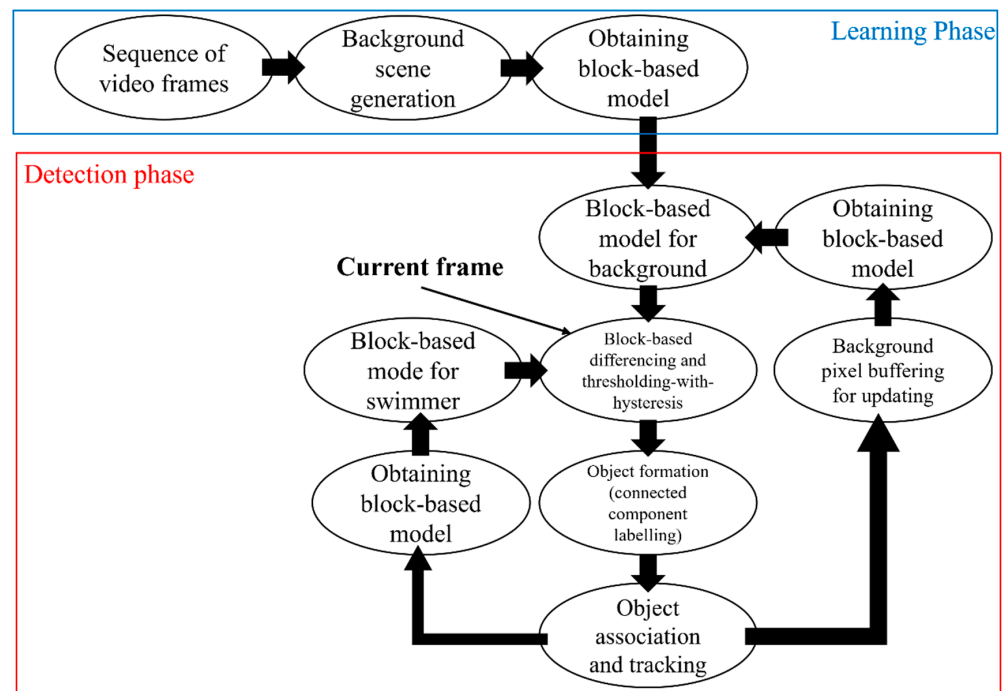 Learning Phase
Sequence of
video frames
Background
scene
generation
Obtaining
block-based
model
Detection phase
Block-based
model for
background
Obtaining
block-based
model
Current frame
Block-based
mode for
swimmer
Block-based
differencing and
thresholding-with-
hysteresis
Background
pixel buffering
for updating
Obtaining
block-based
model
Object formation
(connected
component
labelling)
Object
association
and tracking